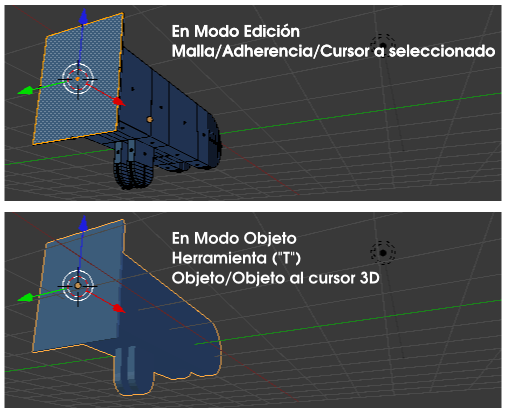 En Modo Edición
Malla/Adherencia/Cursor a seleccionado
En Modo Objeto
Herramienta ("T")
Objeto/Objeto al cursor 3D